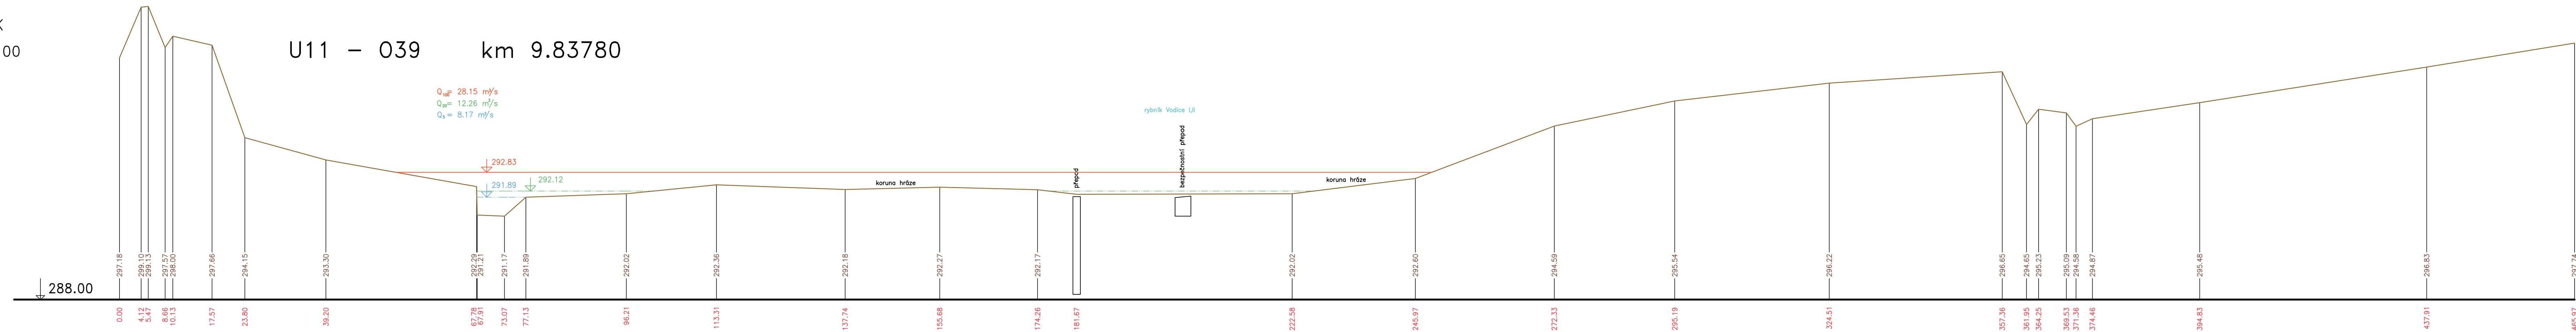 K
00
U11 - 039 km 9.83780
Q100= 28.15 m³/s
Q20= 12.26 m³/s
Q5 = 8.17 m³/s
rybník Vodice UI
bezpečnostní přepad
přepad
292.83
291.89
292.12
koruna hráze
koruna hráze
297.18 299.10 299.13 297.57 298.00 297.66 294.15 293.30 292.29 291.21 291.17 291.89 292.02 292.36 292.18 292.27 292.17 292.02 292.60 294.59 295.54 296.22 296.65 294.65 295.23 295.09 294.58 294.87 295.48 296.83 297.74
288.00
0.00 4.12 5.47 8.66 10.13 17.57 23.80 39.20 67.78 67.91 73.07 77.13 96.21 113.31 137.74 155.68 174.26 181.67 222.58 245.97 272.33 295.19 324.51 357.36 361.95 364.25 369.53 371.36 374.46 394.83 437.91